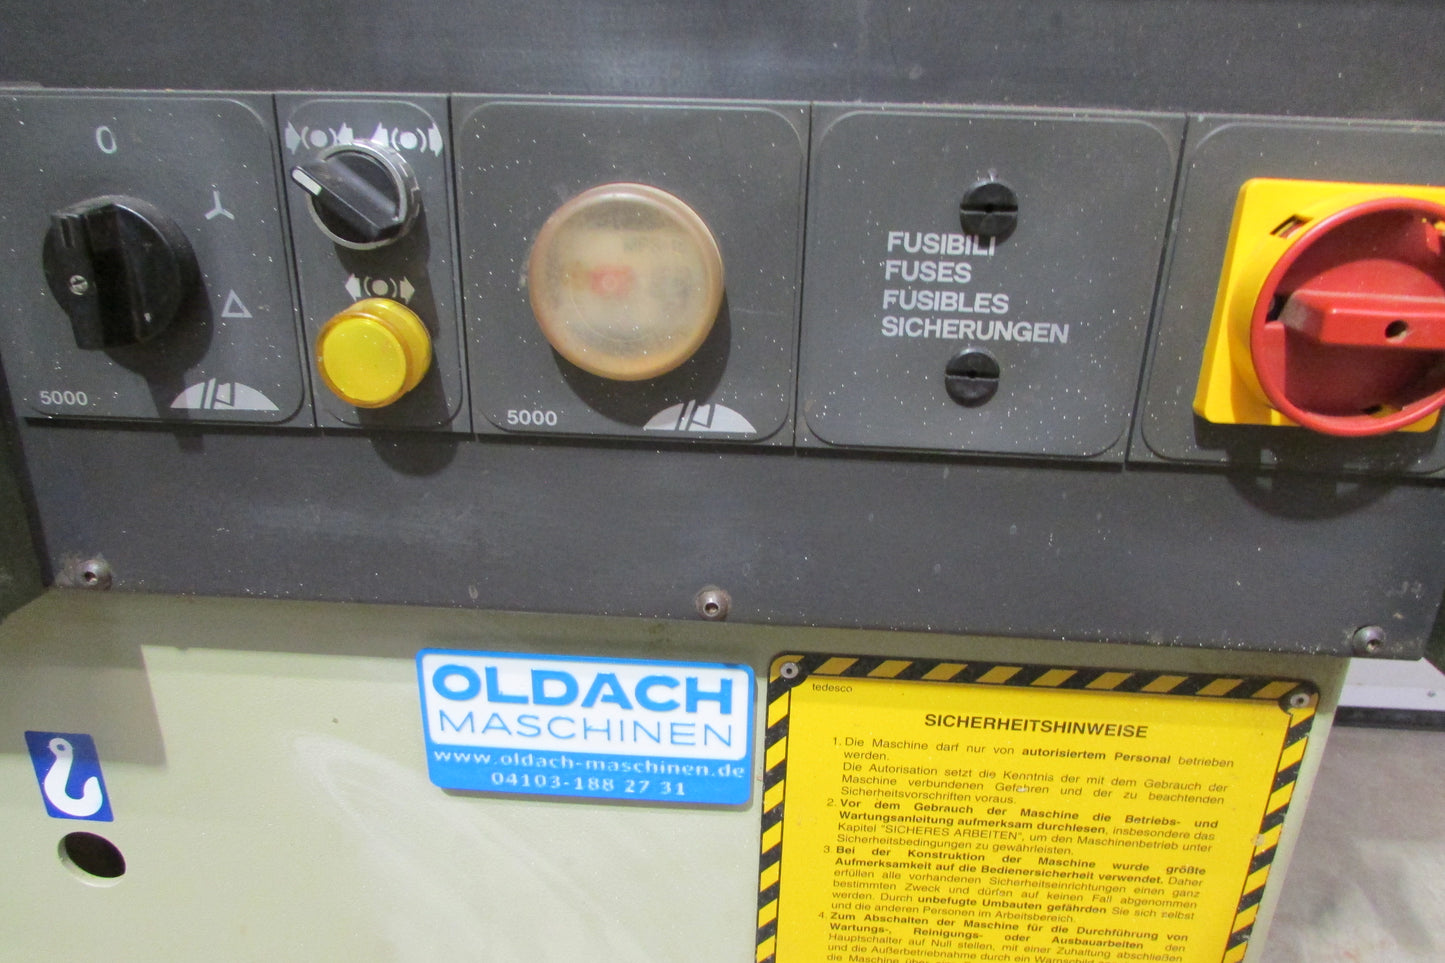 0
5000
5000
FUSIBILI
FUSES
FUSIBLES
SICHERUNGEN
OLDACH
MASCHINEN
www.oldach-maschinen.de
04103-188 27 31
tedesco
SICHERHEITSHINWEISE
1. Die Maschine darf nur von autorisiertem Personal betrieben
werden.
Die Autorisation setzt die Kenntnis der mit dem Gebrauch der
Maschine verbundenen Gefahren und der zu beachtenden
Sicherheitsvorschriften voraus.
2. Vor dem Gebrauch der Maschine die Betriebs- und
Wartungsanleitung aufmerksam durchlesen, insbesondere das
Kapitel "SICHERES ARBEITEN", um den Maschinenbetrieb unter
Sicherheitsbedingungen zu gewährleisten.
3. Bei der Konstruktion der Maschine wurde größte
Aufmerksamkeit auf die Bedienersicherheit verwendet. Daher
erfüllen alle vorhandenen Sicherheitseinrichtungen einen ganz
bestimmten Zweck und dürfen auf keinen Fall abgenommen
werden. Durch unbefugte Umbauten gefährden Sie sich selbst
und die anderen Personen im Arbeitsbereich.
4. Zum Abschalten der Maschine für die Durchführung von
Wartungs-, Reinigungs- oder Ausbauarbeiten den
Hauptschalter auf Null stellen, mit einer Zuhaltung abschließen
und die Außerbetriebnahme durch ein Warnschild
die Maschine über